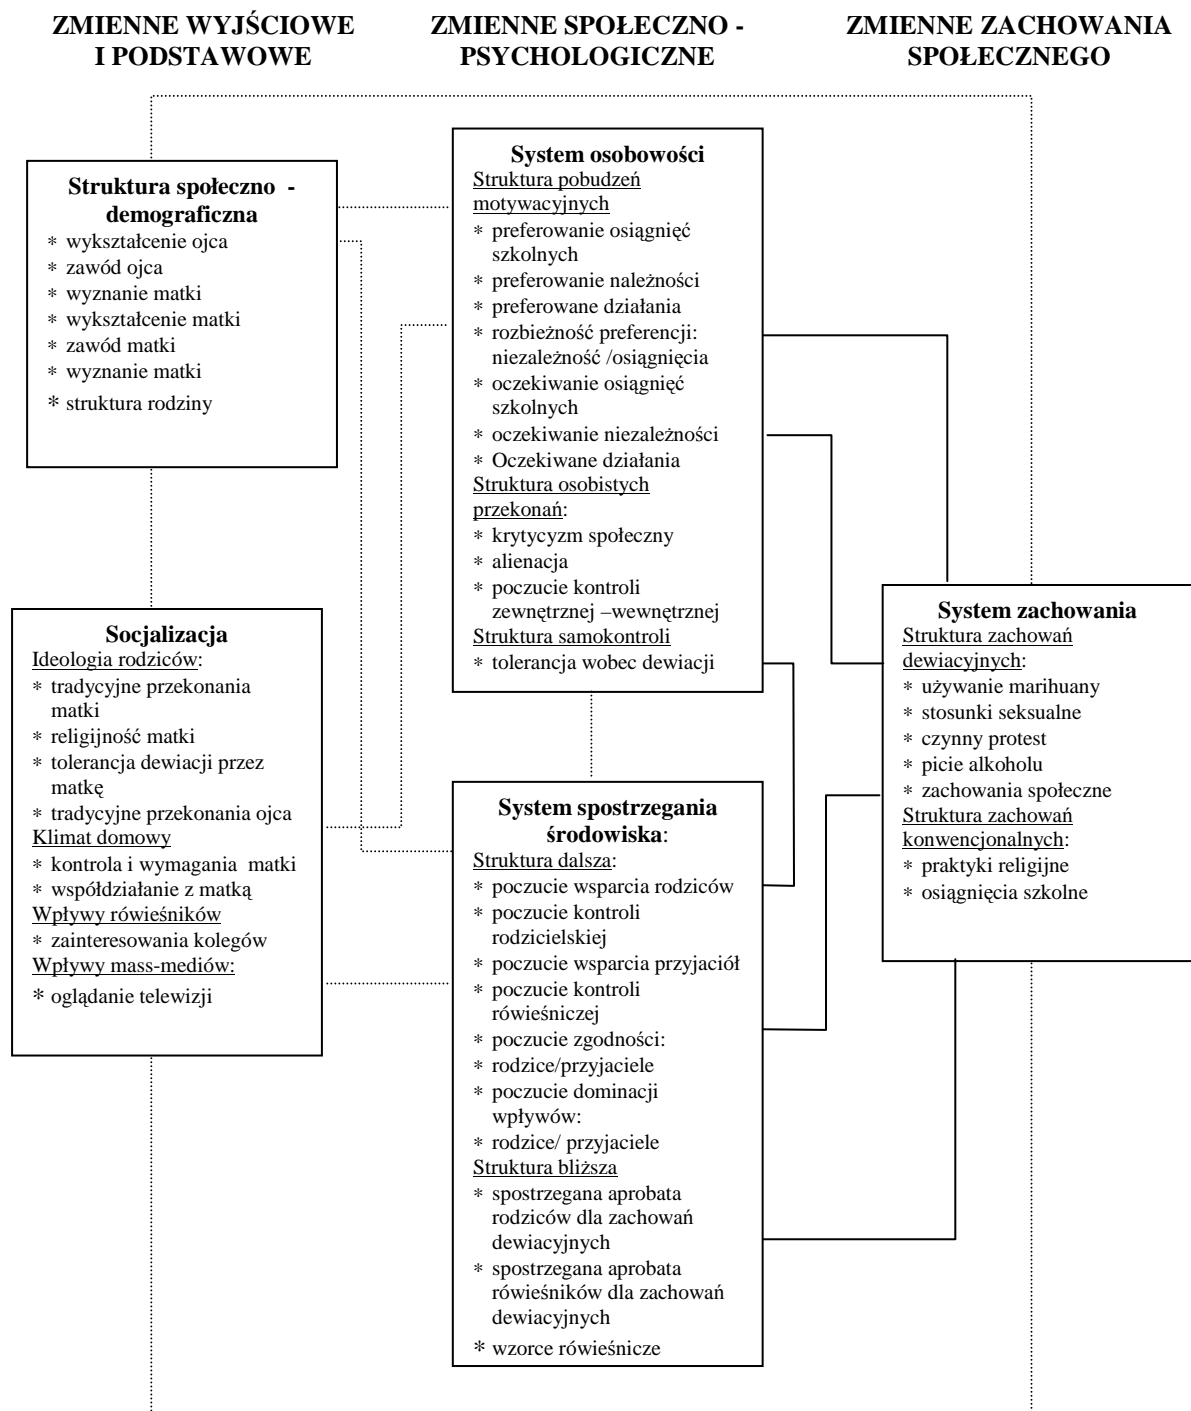 ZMIENNE WYJŚCIOWE
I PODSTAWOWE
ZMIENNE SPOŁECZNO -
PSYCHOLOGICZNE
ZMIENNE ZACHOWANIA
SPOŁECZNEGO
Struktura społeczno -
demograficzna
* wykształcenie ojca
* zawód ojca
* wyznanie matki
* wykształcenie matki
* zawód matki
* wyznanie matki
* struktura rodziny
Socjalizacja
Ideologia rodziców:
* tradycyjne przekonania
matki
* religijność matki
* tolerancja dewiacji przez
matkę
* tradycyjne przekonania ojca
Klimat domowy
* kontrola i wymagania matki
* współdziałanie z matką
Wpływy rówieśników
* zainteresowania kolegów
Wpływy mass-mediów:
* oglądanie telewizji
System osobowości
Struktura pobudzeń
motywacyjnych
* preferowanie osiągnięć
szkolnych
* preferowanie należności
* preferowane działania
* rozbieżność preferencji:
niezależność /osiągnięcia
* oczekiwanie osiągnięć
szkolnych
* oczekiwanie niezależności
* Oczekiwane działania
Struktura osobistych
przekonań:
* krytycyzm społeczny
* alienacja
* poczucie kontroli
zewnętrznej –wewnętrznej
Struktura samokontroli
* tolerancja wobec dewiacji
System spostrzegania
środowiska:
Struktura dalsza:
* poczucie wsparcia rodziców
* poczucie kontroli
rodzicielskiej
* poczucie wsparcia przyjaciół
* poczucie kontroli
rówieśniczej
* poczucie zgodności:
* rodzice/przyjaciele
* poczucie dominacji
wpływów:
* rodzice/ przyjaciele
Struktura bliższa
* spostrzegana aprobata
rodziców dla zachowań
dewiacyjnych
* spostrzegana aprobata
rówieśników dla zachowań
dewiacyjnych
* wzorce rówieśnicze
System zachowania
Struktura zachowań
dewiacyjnych:
* używanie marihuany
* stosunki seksualne
* czynny protest
* picie alkoholu
* zachowania społeczne
Struktura zachowań
konwencjonalnych:
* praktyki religijne
* osiągnięcia szkolne